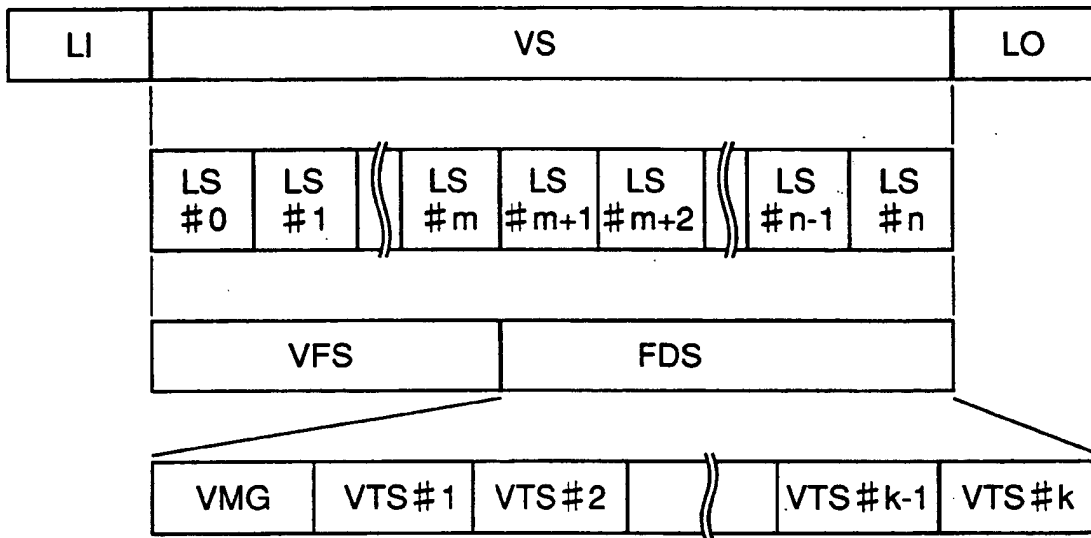 LI VS LO
LS LS LS LS LS LS LS
#0 #1 #m #m+1 #m+2 #n-1 #n
VFS FDS
VMG VTS#1 VTS#2 VTS#k-1 VTS#k